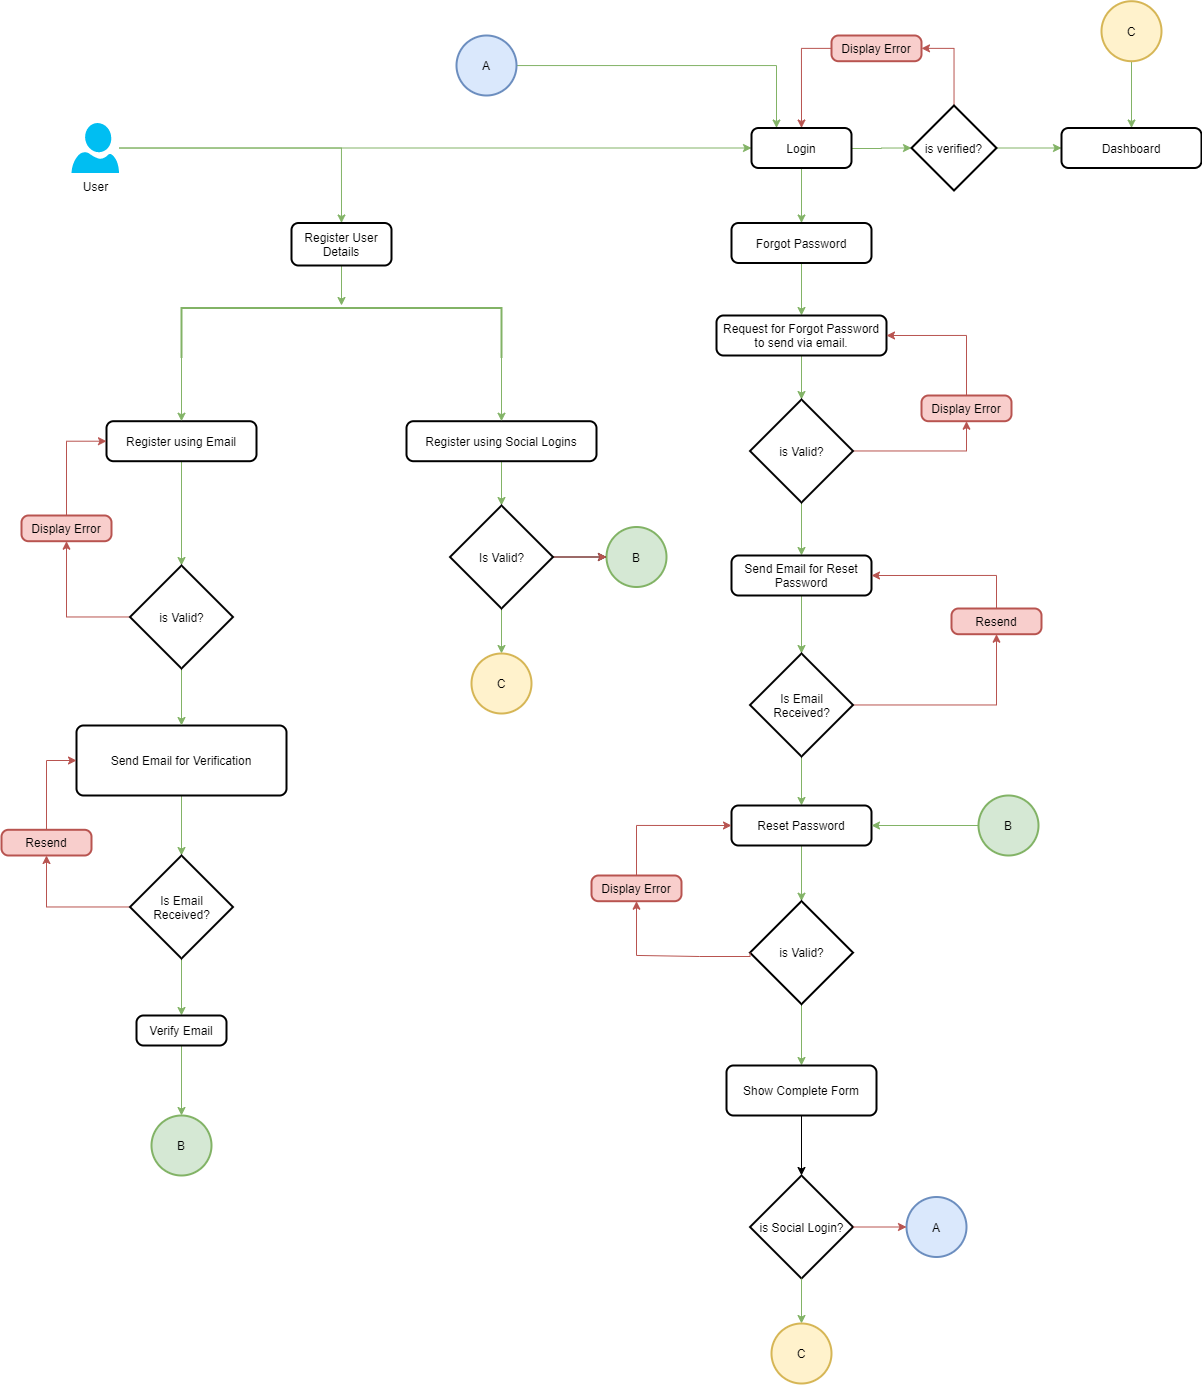 C
Display Error
A
Login
is verified?
Dashboard
User
Register User
Details
Forgot Password
Request for Forgot Password
to send via email.
Display Error
Register using Email
Register using Social Logins
is Valid?
Display Error
Is Valid?
B
Send Email for Reset
Password
is Valid?
Resend
C
Is Email
Received?
Send Email for Verification
Reset Password
B
Resend
Display Error
Is Email
Received?
is Valid?
Verify Email
Show Complete Form
B
is Social Login?
A
C